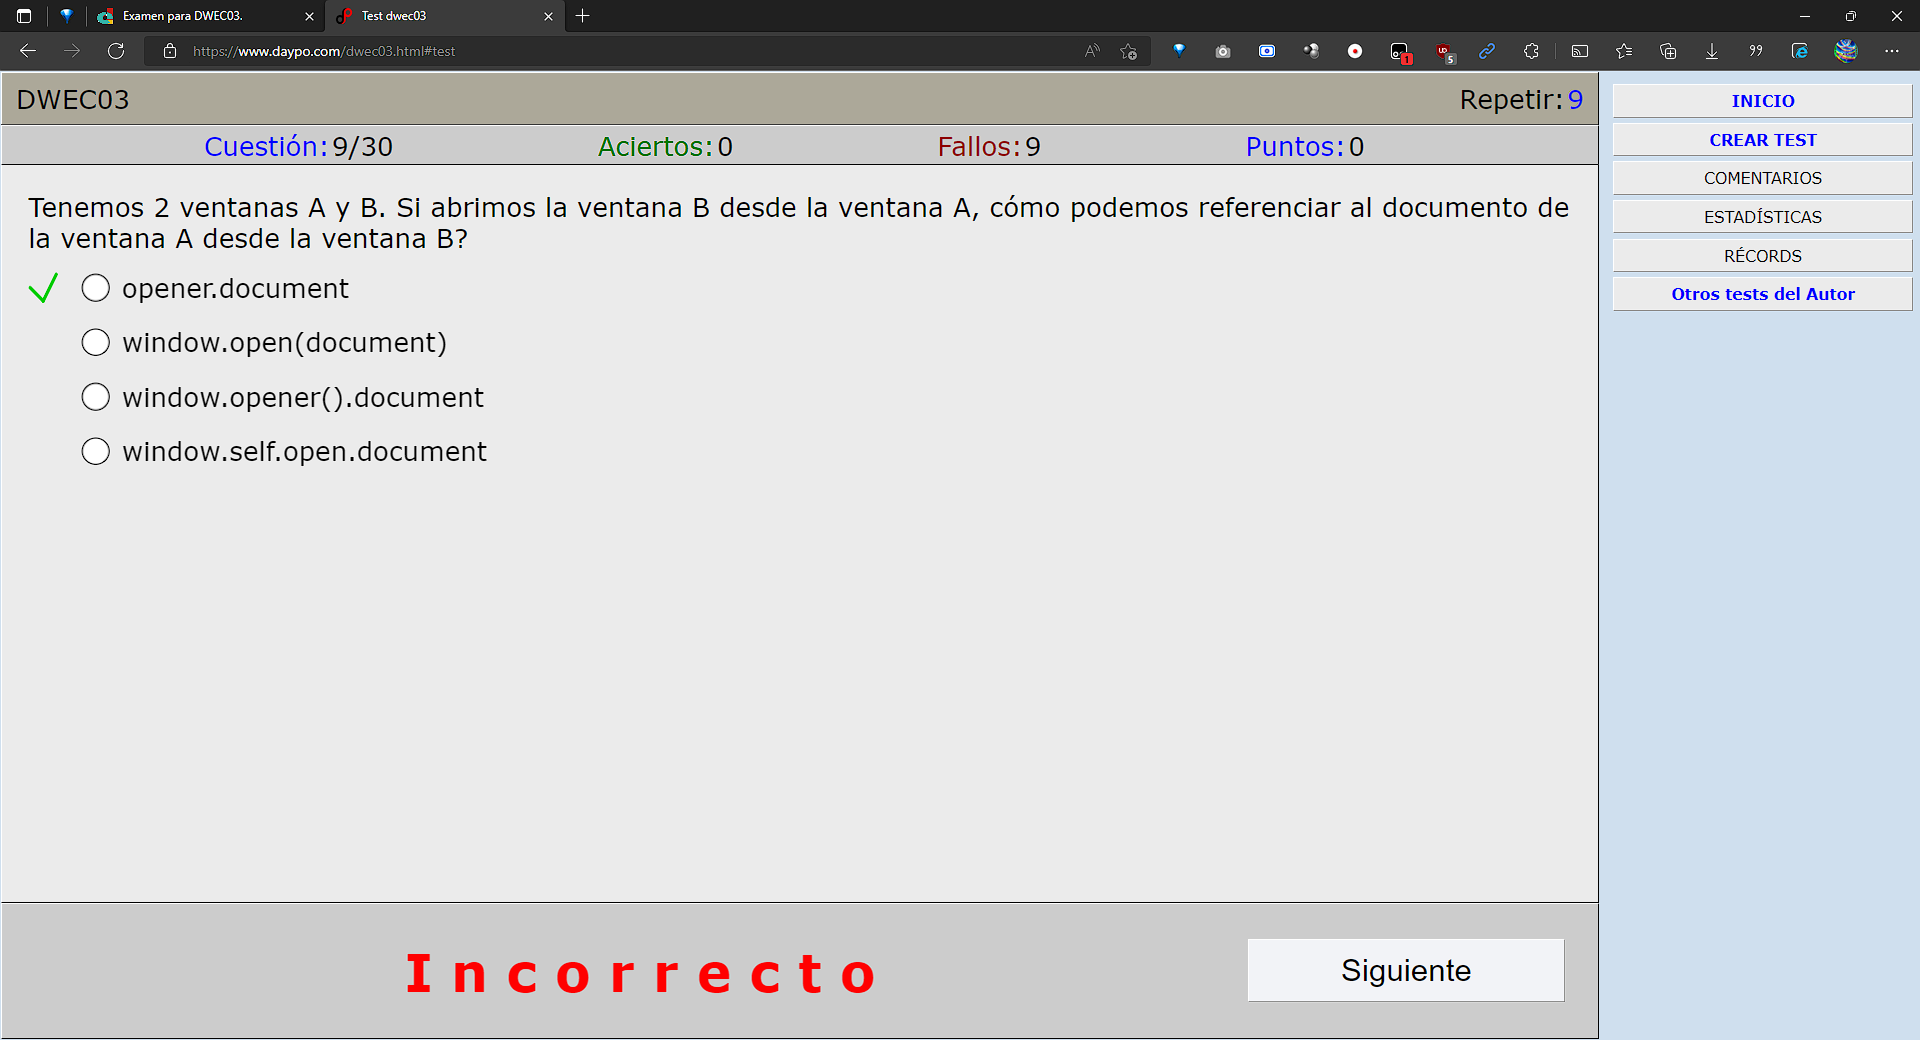 Examen para DWEC03.
Test dwec03
https://www.daypo.com/dwec03.html#test
1
5
DWEC03
Repetir: 9
Cuestión: 9/30 Aciertos: 0 Fallos: 9 Puntos: 0
Tenemos 2 ventanas A y B. Si abrimos la ventana B desde la ventana A, cómo podemos referenciar al documento de
la ventana A desde la ventana B?
opener.document
window.open(document)
window.opener().document
window.self.open.document
Incorrecto
Siguiente
INICIO
CREAR TEST
COMENTARIOS
ESTADÍSTICAS
RÉCORDS
Otros tests del Autor